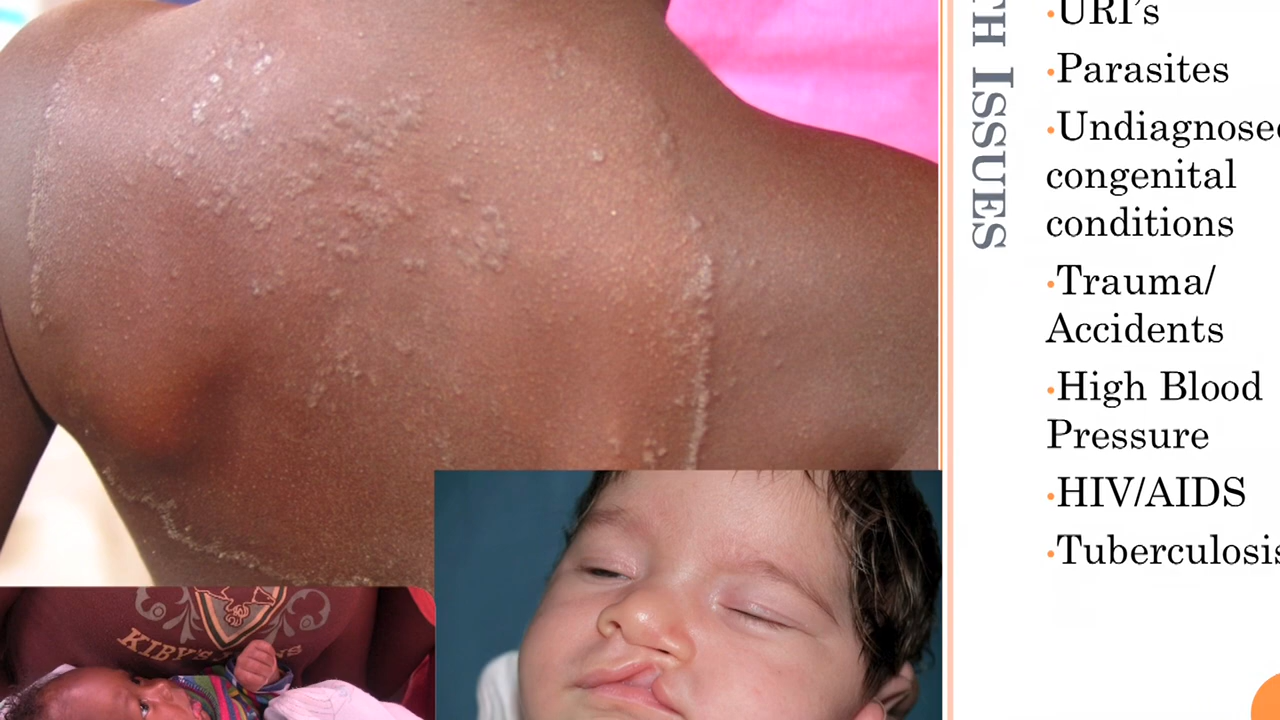 TH ISSUES
•URI's
•Parasites
•Undiagnosed
congenital
conditions
•Trauma/
Accidents
•High Blood
Pressure
•HIV/AIDS
•Tuberculosis
KIBY'S